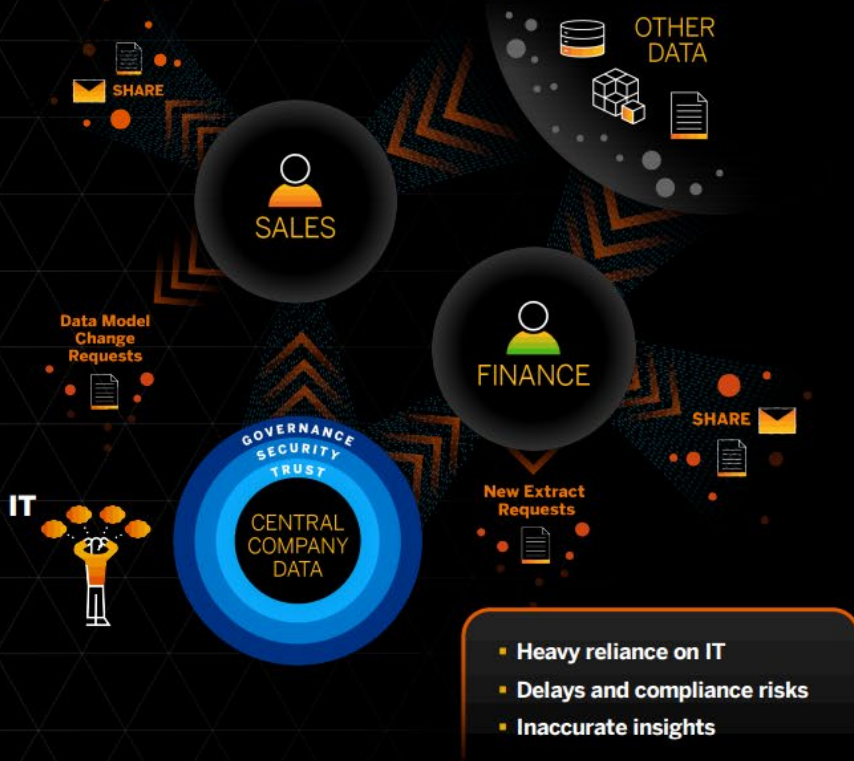 OTHER
DATA
SHARE
SALES
Data Model
Change
Requests
FINANCE
SHARE
GOVERNANCE
SECURITY
TRUST
CENTRAL
COMPANY
DATA
IT
New Extract
Requests
▪ Heavy reliance on IT
▪ Delays and compliance risks
▪ Inaccurate insights